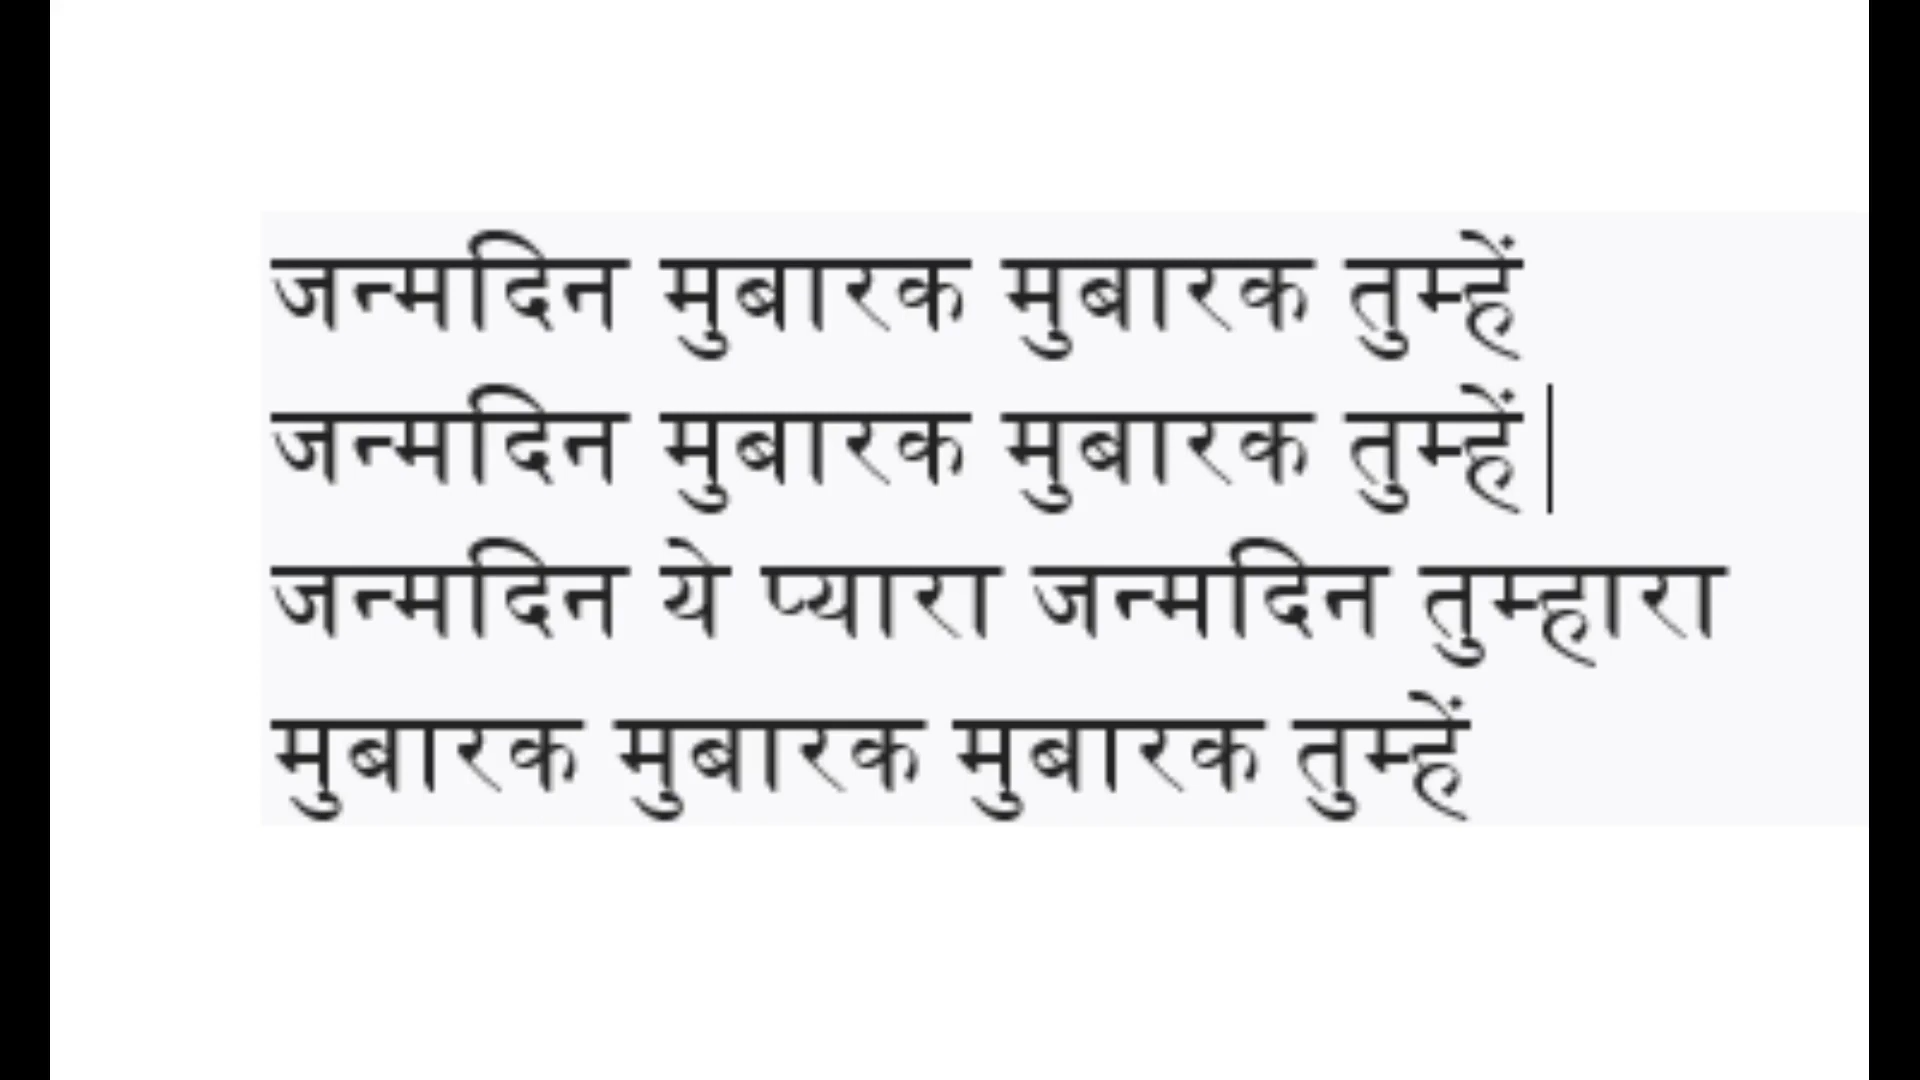 जन्मदिन मुबारक मुबारक तुम्हें
जन्मदिन मुबारक मुबारक तुम्हें
जन्मदिन ये प्यारा जन्मदिन तुम्हारा
मुबारक मुबारक मुबारक तुम्हें